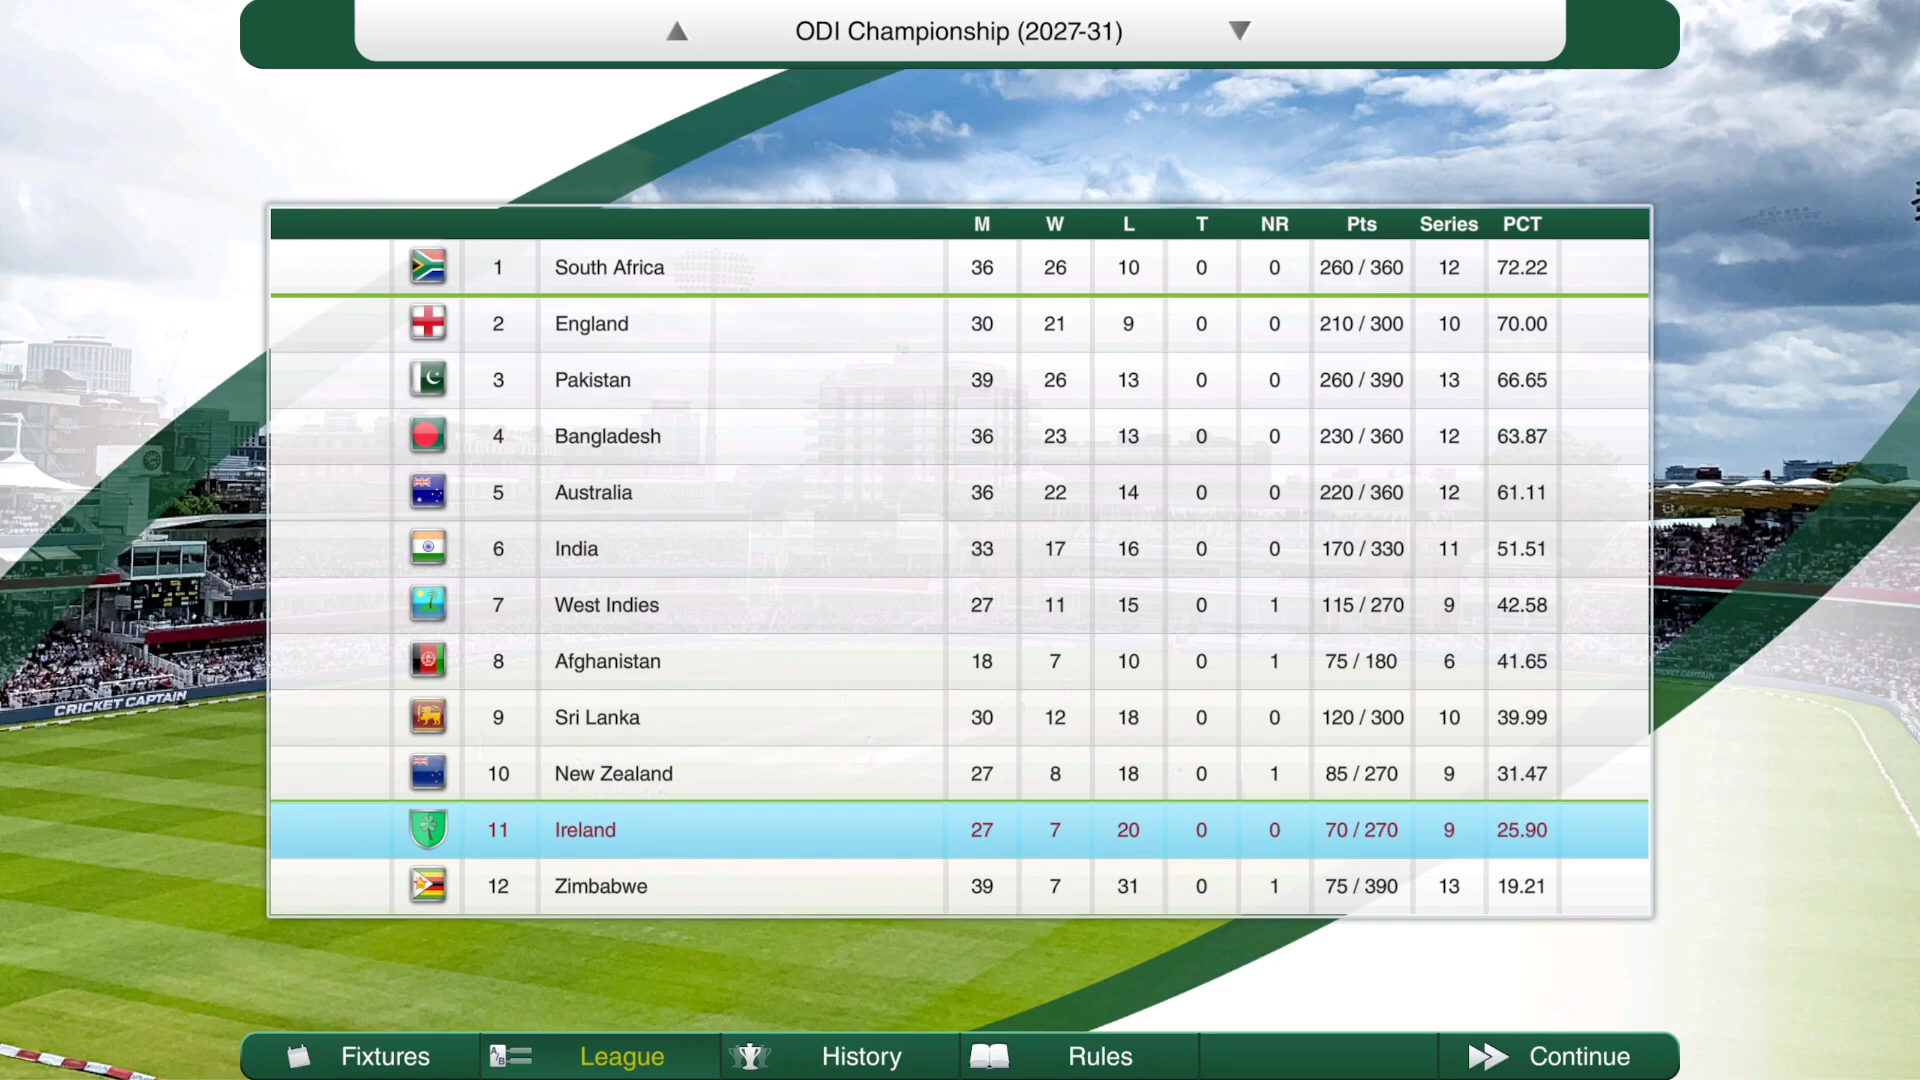 ODI Championship (2027-31)
M W L T NR Pts Series PCT
1 South Africa 36 26 10 0 0 260 / 360 12 72.22
2 England 30 21 9 0 0 210 / 300 10 70.00
3 Pakistan 39 26 13 0 0 260 / 390 13 66.65
4 Bangladesh 36 23 13 0 0 230 / 360 12 63.87
5 Australia 36 22 14 0 0 220 / 360 12 61.11
6 India 33 17 16 0 0 170 / 330 11 51.51
7 West Indies 27 11 15 0 1 115 / 270 9 42.58
8 Afghanistan 18 7 10 0 1 75 / 180 6 41.65
9 Sri Lanka 30 12 18 0 0 120 / 300 10 39.99
10 New Zealand 27 8 18 0 1 85 / 270 9 31.47
11 Ireland 27 7 20 0 0 70 / 270 9 25.90
12 Zimbabwe 39 7 31 0 1 75 / 390 13 19.21
CRICKET CAPTAIN
Fixtures A/B League History Rules Continue